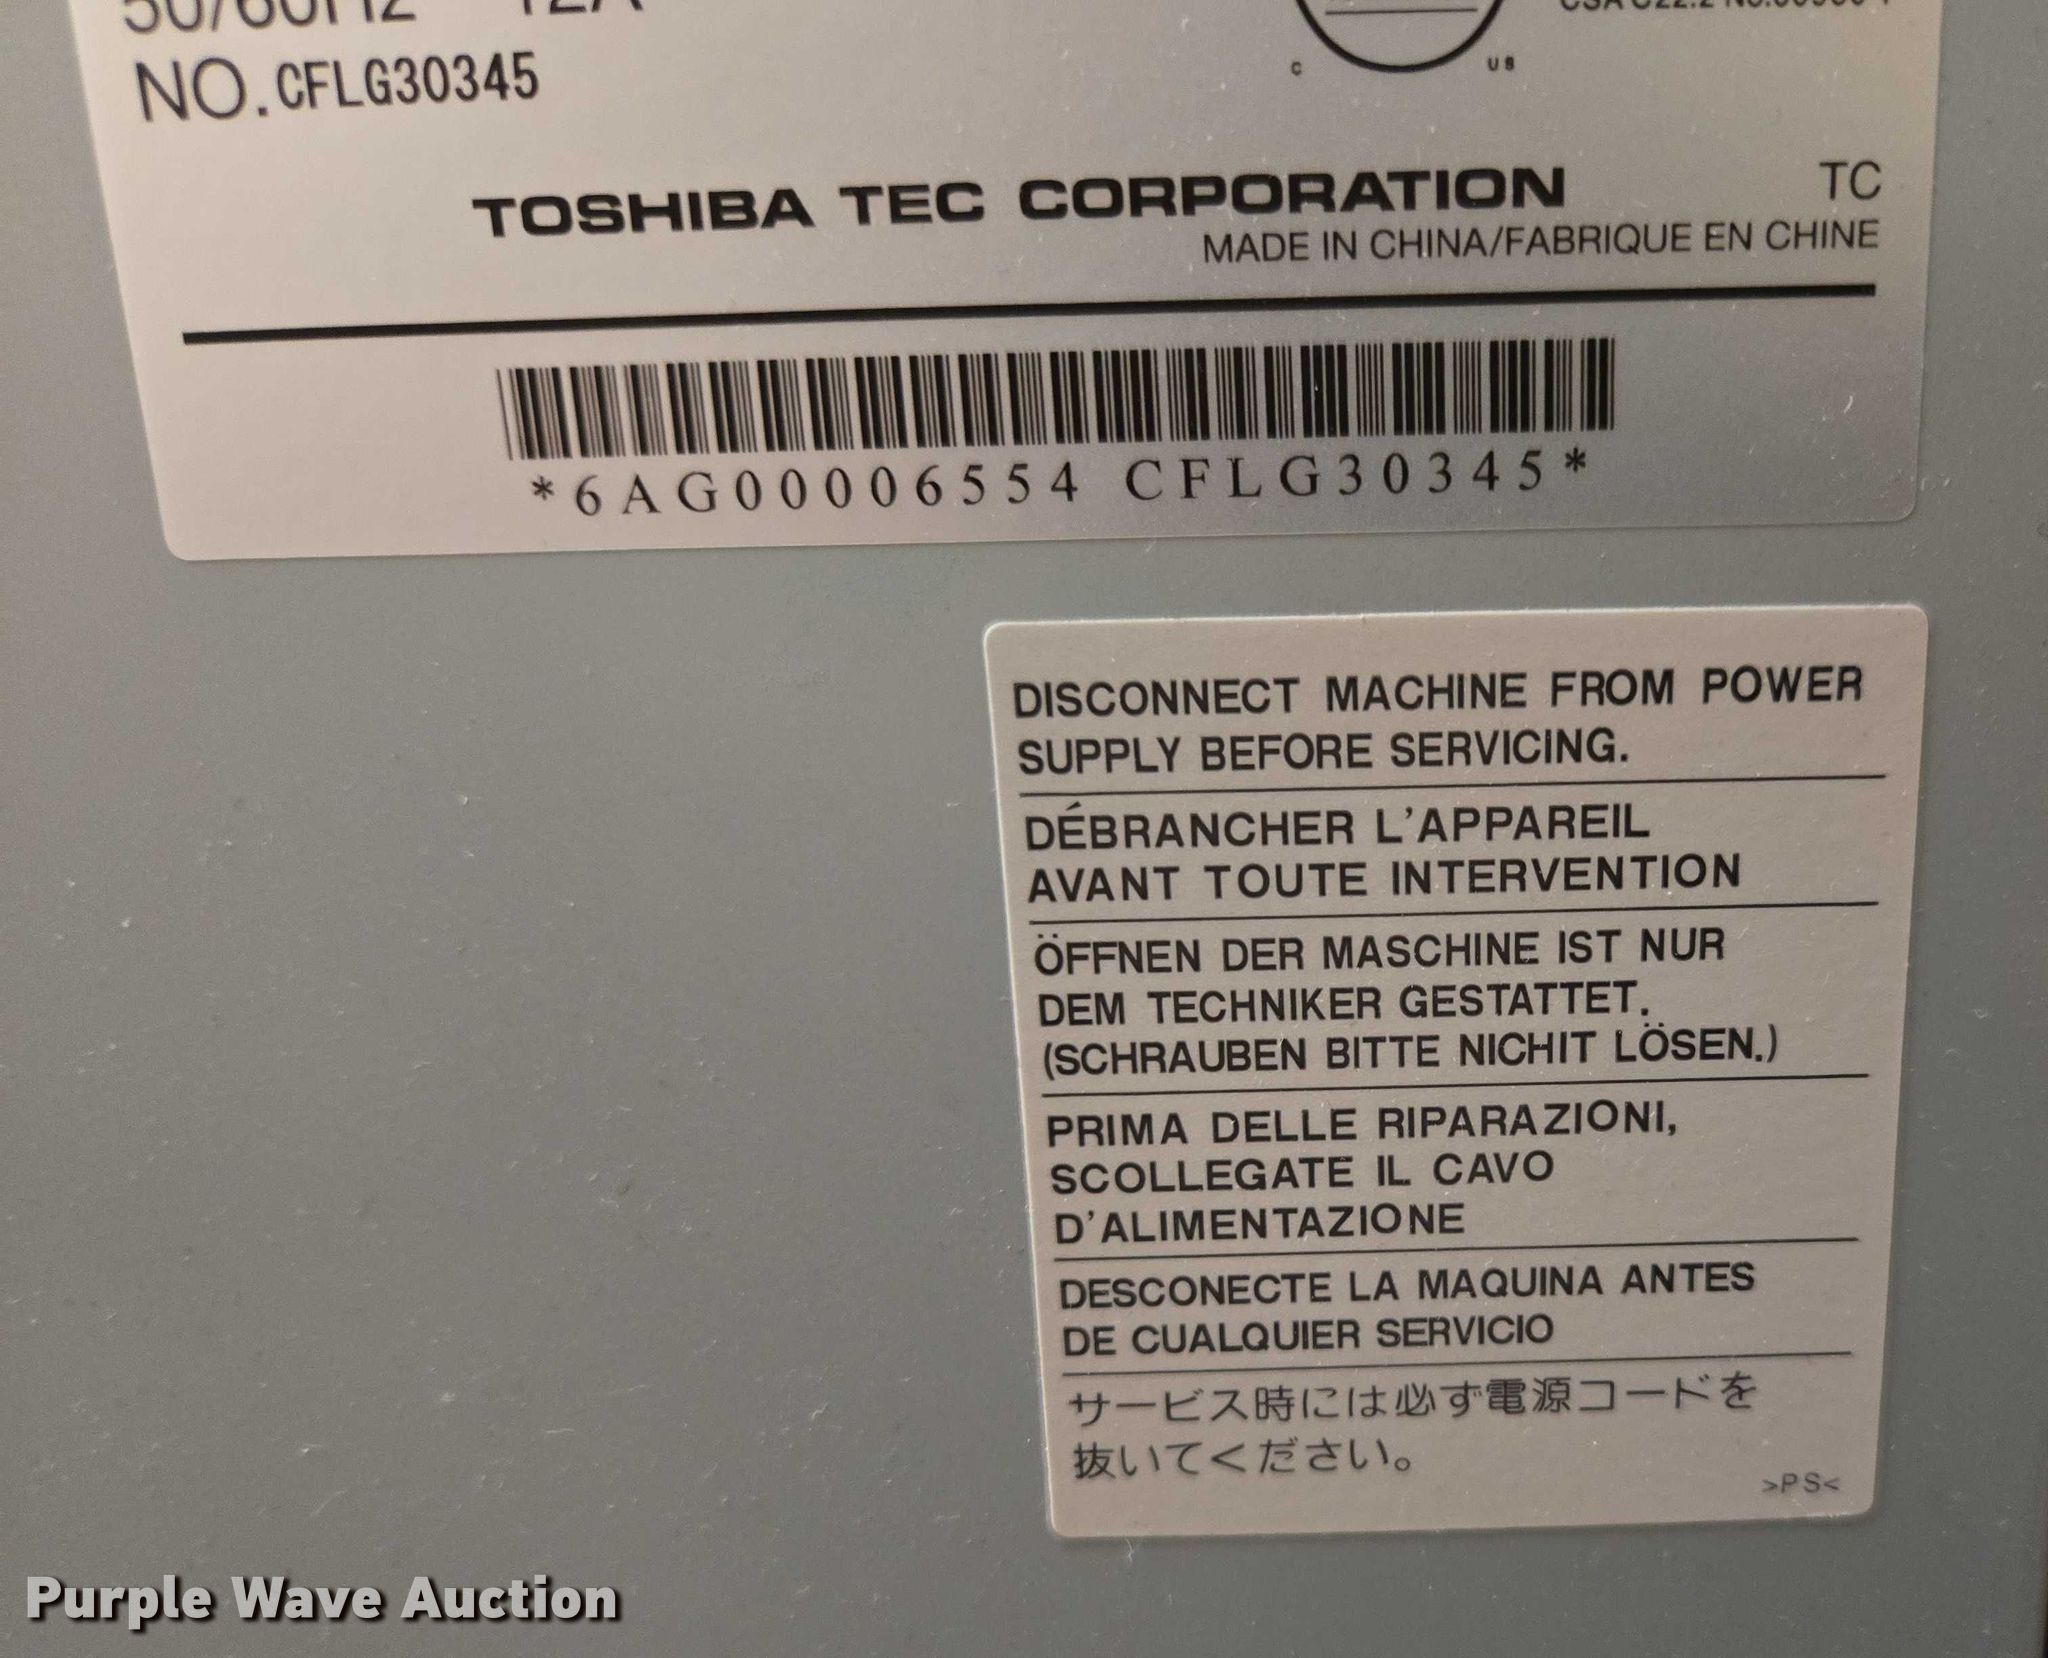 50/60Hz 12A
NO.CFLG30345
C US
TOSHIBA TEC CORPORATION
TC
MADE IN CHINA/FABRIQUE EN CHINE
*6AG00006554 CFLG30345*
DISCONNECT MACHINE FROM POWER
SUPPLY BEFORE SERVICING.
DÉBRANCHER L'APPAREIL
AVANT TOUTE INTERVENTION
ÖFFNEN DER MASCHINE IST NUR
DEM TECHNIKER GESTATTET.
(SCHRAUBEN BITTE NICHIT LÖSEN.)
PRIMA DELLE RIPARAZIONI,
SCOLLEGATE IL CAVO
D'ALIMENTAZIONE
DESCONECTE LA MAQUINA ANTES
DE CUALQUIER SERVICIO
サービス時には必ず電源コードを
抜いてください。
>PS<
Purple Wave Auction